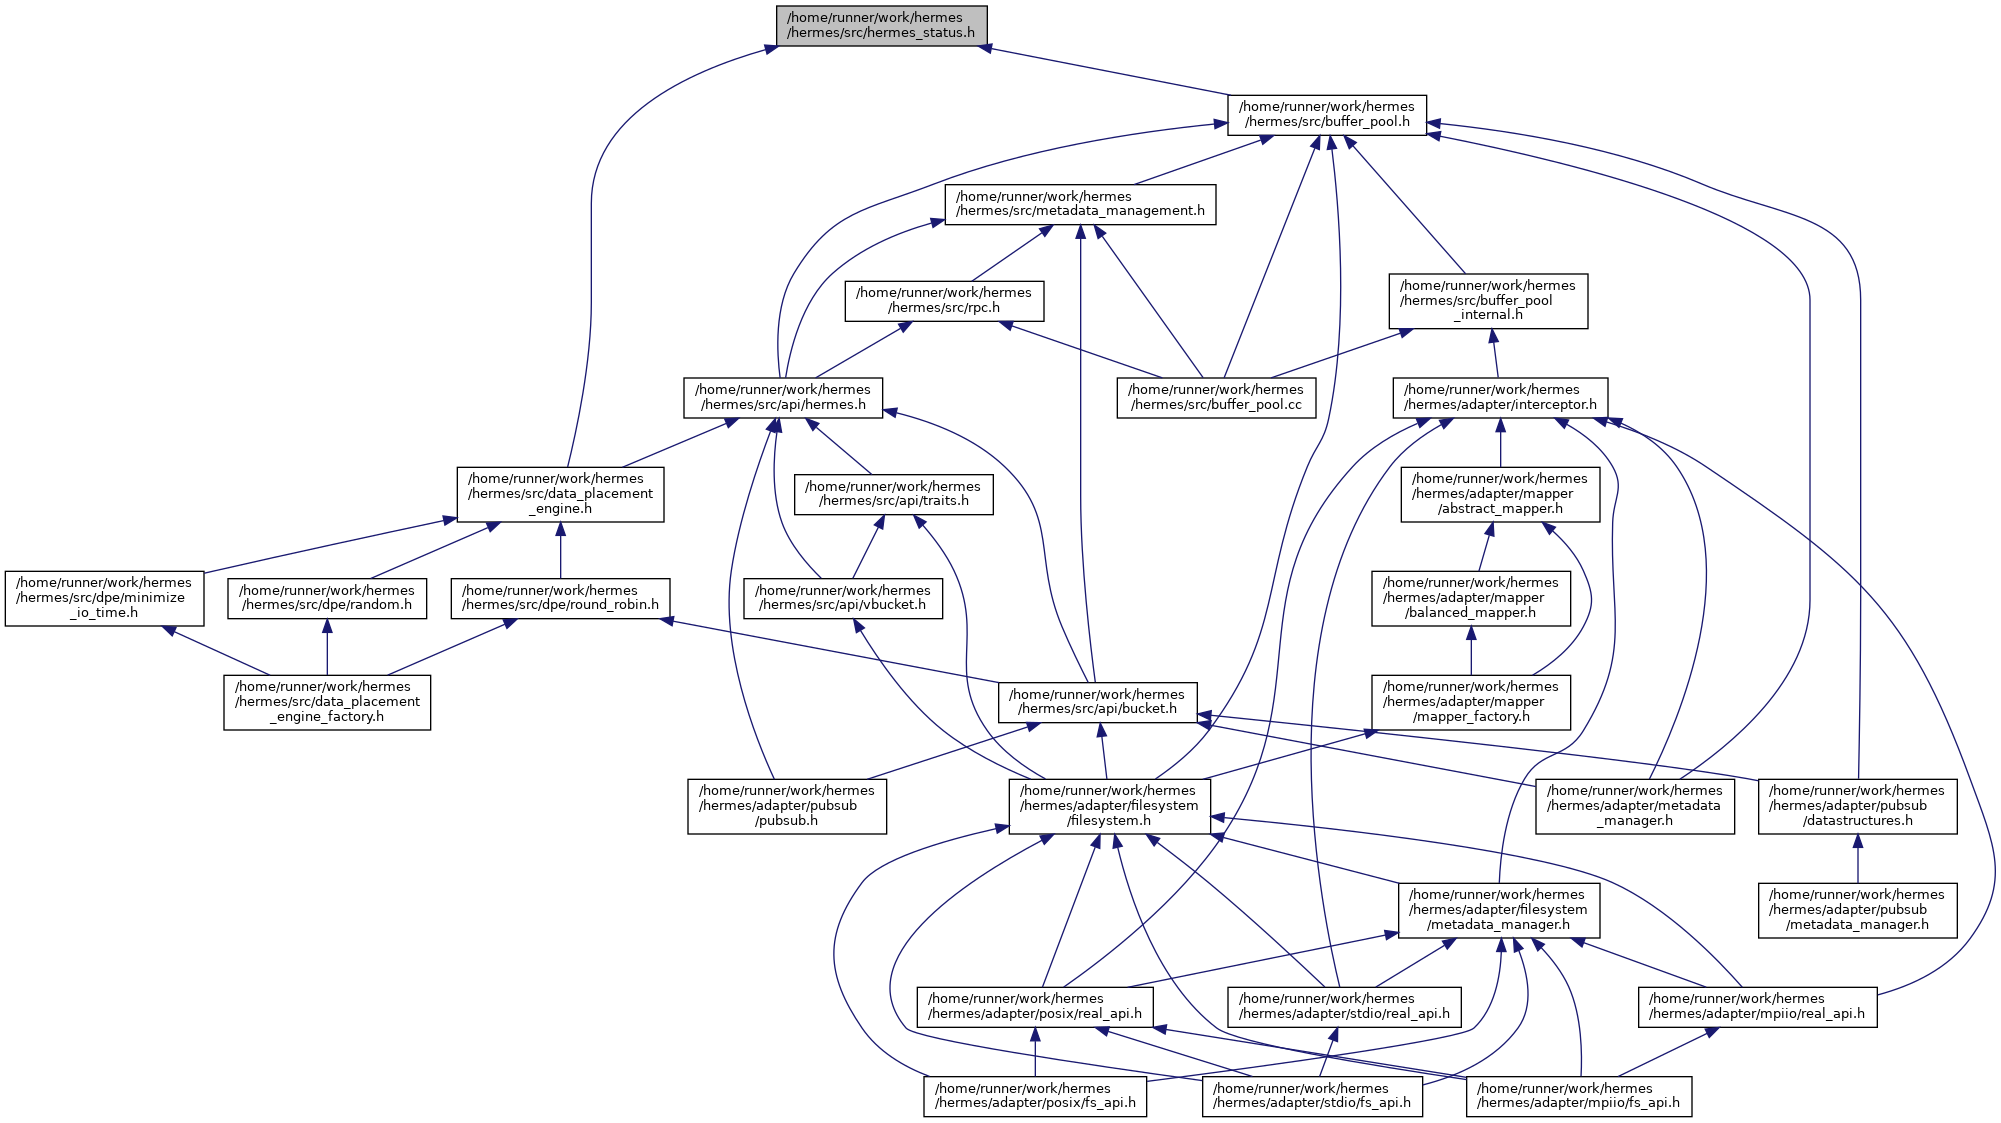 /home/runner/work/hermes
/hermes/src/hermes_status.h
/home/runner/work/hermes
/hermes/src/buffer_pool.h
/home/runner/work/hermes
/hermes/src/metadata_management.h
/home/runner/work/hermes
/hermes/src/rpc.h
/home/runner/work/hermes
/hermes/src/buffer_pool
_internal.h
/home/runner/work/hermes
/hermes/src/api/hermes.h
/home/runner/work/hermes
/hermes/src/buffer_pool.cc
/home/runner/work/hermes
/hermes/adapter/interceptor.h
/home/runner/work/hermes
/hermes/src/data_placement
_engine.h
/home/runner/work/hermes
/hermes/src/api/traits.h
/home/runner/work/hermes
/hermes/adapter/mapper
/abstract_mapper.h
/home/runner/work/hermes
/hermes/src/dpe/minimize
_io_time.h
/home/runner/work/hermes
/hermes/src/dpe/random.h
/home/runner/work/hermes
/hermes/src/dpe/round_robin.h
/home/runner/work/hermes
/hermes/src/api/vbucket.h
/home/runner/work/hermes
/hermes/adapter/mapper
/balanced_mapper.h
/home/runner/work/hermes
/hermes/src/data_placement
_engine_factory.h
/home/runner/work/hermes
/hermes/src/api/bucket.h
/home/runner/work/hermes
/hermes/adapter/mapper
/mapper_factory.h
/home/runner/work/hermes
/hermes/adapter/pubsub
/pubsub.h
/home/runner/work/hermes
/hermes/adapter/filesystem
/filesystem.h
/home/runner/work/hermes
/hermes/adapter/metadata
_manager.h
/home/runner/work/hermes
/hermes/adapter/pubsub
/datastructures.h
/home/runner/work/hermes
/hermes/adapter/filesystem
/metadata_manager.h
/home/runner/work/hermes
/hermes/adapter/pubsub
/metadata_manager.h
/home/runner/work/hermes
/hermes/adapter/posix/real_api.h
/home/runner/work/hermes
/hermes/adapter/stdio/real_api.h
/home/runner/work/hermes
/hermes/adapter/mpiio/real_api.h
/home/runner/work/hermes
/hermes/adapter/posix/fs_api.h
/home/runner/work/hermes
/hermes/adapter/stdio/fs_api.h
/home/runner/work/hermes
/hermes/adapter/mpiio/fs_api.h